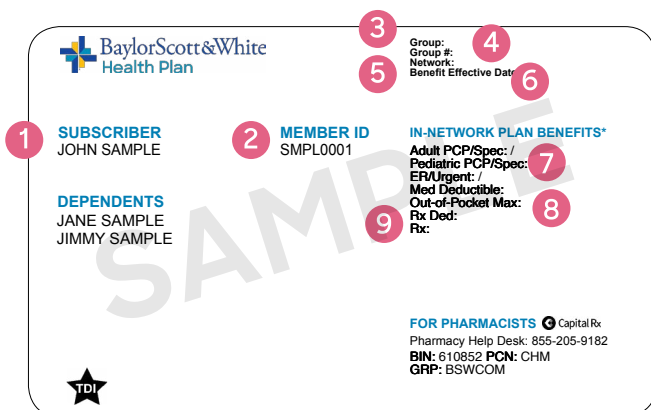 BaylorScott&White
Health Plan
3
Group:
4
Group #:
5
Network:
Benefit Effective Date
6
1
SUBSCRIBER
JOHN SAMPLE
2
MEMBER ID
SMPL0001
DEPENDENTS
JANE SAMPLE
JIMMY SAMPLE
IN-NETWORK PLAN BENEFITS*
Adult PCP/Spec: /
Pediatric PCP/Spec:
7
ER/Urgent: /
Med Deductible:
Out-of-Pocket Max:
8
9
Rx Ded:
Rx:
SAMPLE
FOR PHARMACISTS Capital Rx
Pharmacy Help Desk: 855-205-9182
BIN: 610852 PCN: CHM
GRP: BSWCOM
TDI